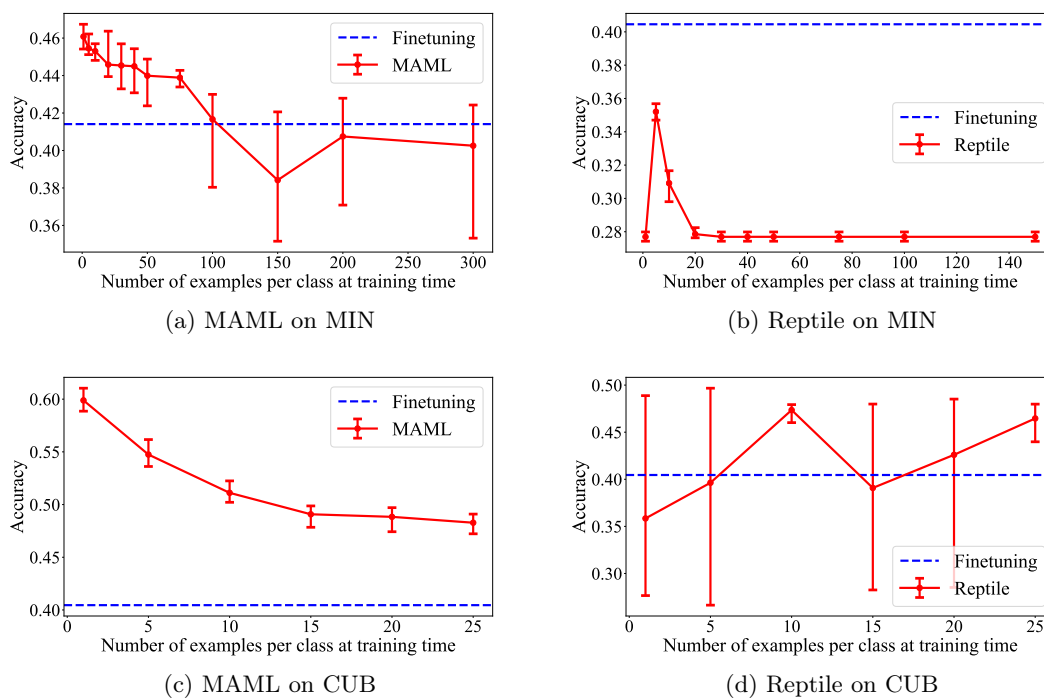 0.46
0.44
0.42
0.40
0.38
0.36
Accuracy
Finetuning
MAML
0 50 100 150 200 250 300
Number of examples per class at training time
(a) MAML on MIN
0.40
0.36
0.32
0.28
Accuracy
Finetuning
Reptile
0 20 40 60 80 100 120 140
Number of examples per class at training time
(b) Reptile on MIN
0.60
0.55
0.50
0.45
0.40
Accuracy
Finetuning
MAML
0 5 10 15 20 25
Number of examples per class at training time
(c) MAML on CUB
0.50
0.45
0.40
0.35
0.30
Accuracy
Finetuning
Reptile
0 5 10 15 20 25
Number of examples per class at training time
(d) Reptile on CUB